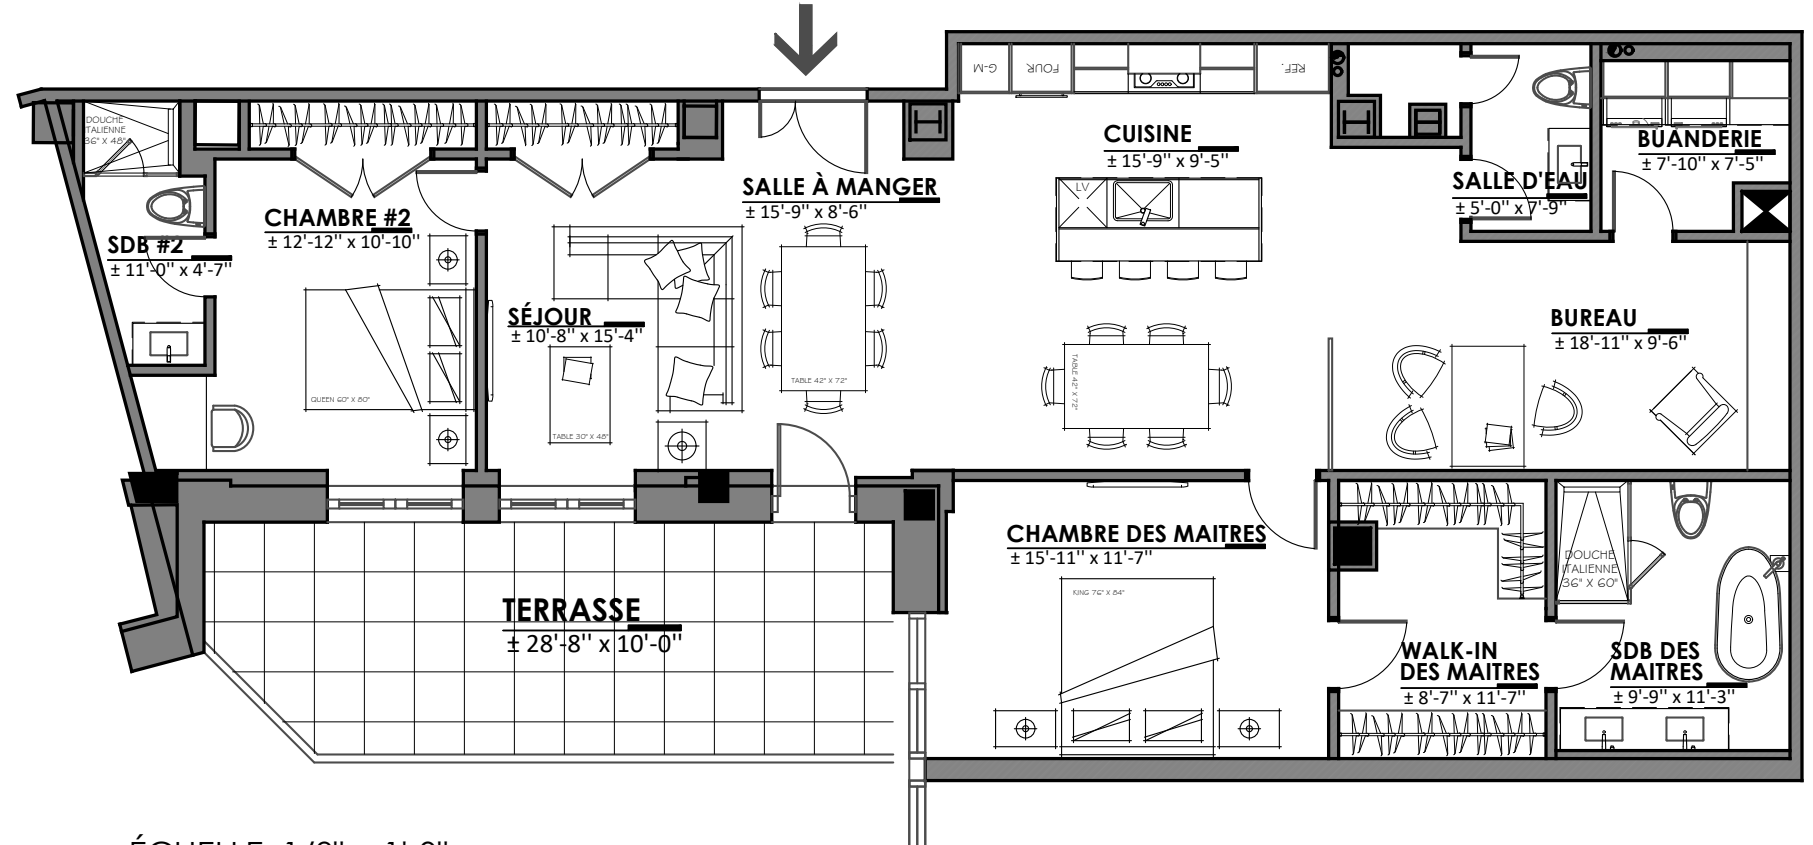 G-M
FOUR
REF.
DOUCHE
ITALIENNE
36" X 48"
CUISINE
± 15'-9" x 9'-5"
BUANDERIE
± 7'-10" x 7'-5"
SALLE À MANGER
± 15'-9" x 8'-6"
LV
SALLE D'EAU
± 5'-0" x 7'-9"
CHAMBRE #2
± 12'-12" x 10'-10"
SDB #2
± 11'-0" x 4'-7"
SÉJOUR
± 10'-8" x 15'-4"
BUREAU
± 18'-11" x 9'-6"
TABLE 42" X 72"
TABLE 42" X 72"
QUEEN 60" X 80"
TABLE 30" X 48"
CHAMBRE DES MAITRES
± 15'-11" x 11'-7"
DOUCHE
ITALIENNE
36" X 60"
KING 76" X 84"
TERRASSE
± 28'-8" x 10'-0"
WALK-IN
DES MAITRES
± 8'-7" x 11'-7"
SDB DES
MAITRES
± 9'-9" x 11'-3"